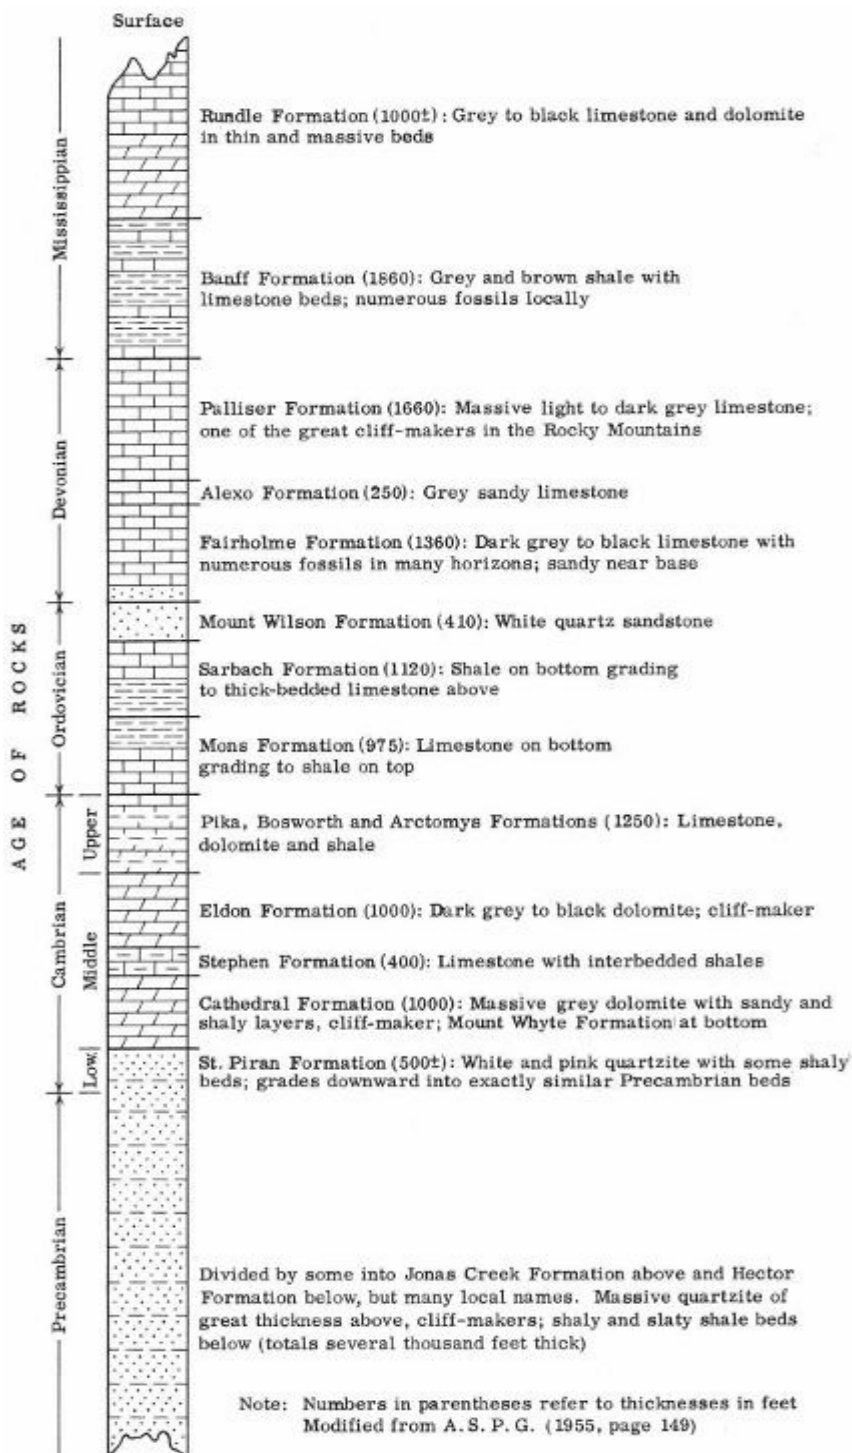 Surface
Rundle Formation (1000±): Grey to black limestone and dolomite
in thin and massive beds
Mississippian
Banff Formation (1860): Grey and brown shale with
limestone beds; numerous fossils locally
Palliser Formation (1660): Massive light to dark grey limestone;
one of the great cliff-makers in the Rocky Mountains
Devonian
Alexo Formation (250): Grey sandy limestone
Fairholme Formation (1360): Dark grey to black limestone with
numerous fossils in many horizons; sandy near base
Mount Wilson Formation (410): White quartz sandstone
Ordovician
Sarbach Formation (1120): Shale on bottom grading
to thick-bedded limestone above
Mons Formation (975): Limestone on bottom
grading to shale on top
AGE OF ROCKS
Cambrian
Upper
Pika, Bosworth and Arctomys Formations (1250): Limestone,
dolomite and shale
Middle
Eldon Formation (1000): Dark grey to black dolomite; cliff-maker
Stephen Formation (400): Limestone with interbedded shales
Cathedral Formation (1000): Massive grey dolomite with sandy and
shaly layers, cliff-maker; Mount Whyte Formation at bottom
Low.
St. Piran Formation (500±): White and pink quartzite with some shaly
beds; grades downward into exactly similar Precambrian beds
Precambrian
Divided by some into Jonas Creek Formation above and Hector
Formation below, but many local names. Massive quartzite of
great thickness above, cliff-makers; shaly and slaty shale beds
below (totals several thousand feet thick)
Note: Numbers in parentheses refer to thicknesses in feet
Modified from A.S.P.G. (1955, page 149)